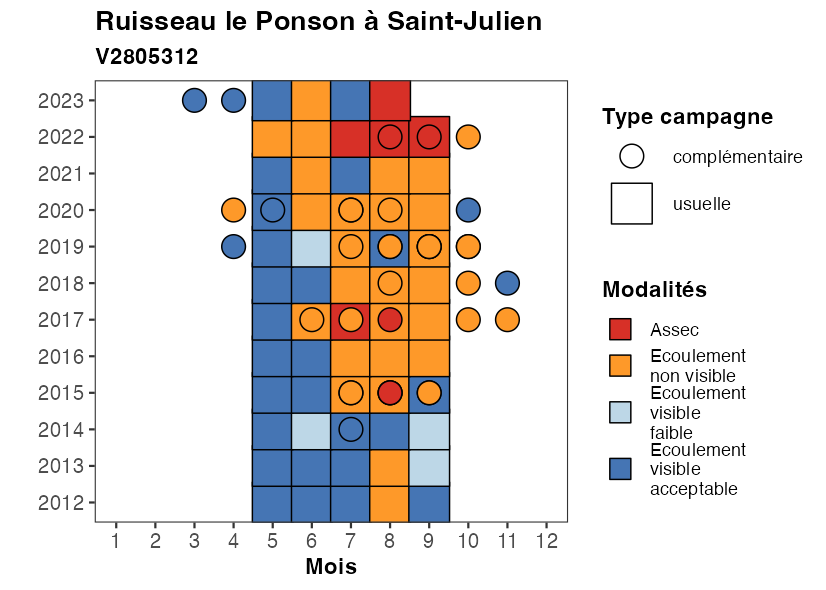 Ruisseau le Ponson à Saint-Julien
V2805312
2023
2022
2021
2020
2019
2018
2017
2016
2015
2014
2013
2012
1 2 3 4 5 6 7 8 9 10 11 12
Mois
Type campagne
complémentaire
usuelle
Modalités
Assec
Ecoulement
non visible
Ecoulement
visible
faible
Ecoulement
visible
acceptable